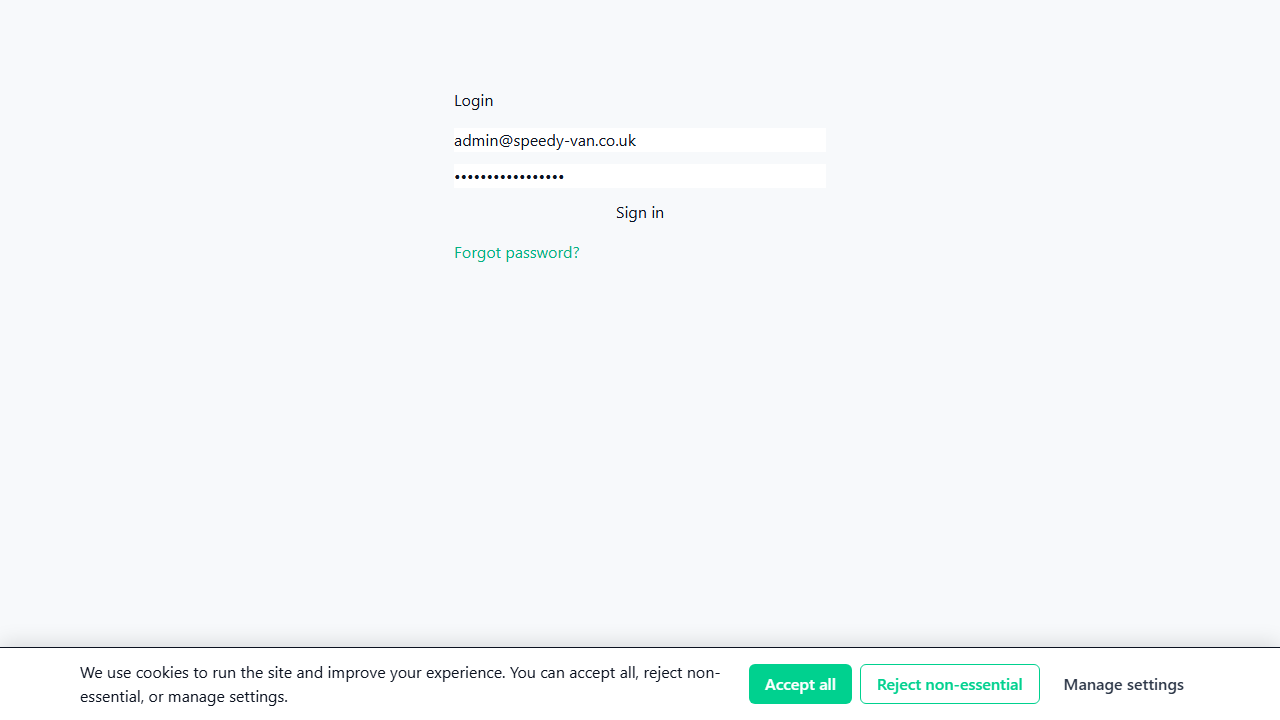 Login
admin@speedy-van.co.uk
•••••••••••••••••
Sign in
Forgot password?
We use cookies to run the site and improve your experience. You can accept all, reject non-
essential, or manage settings.
Accept all
Reject non-essential
Manage settings